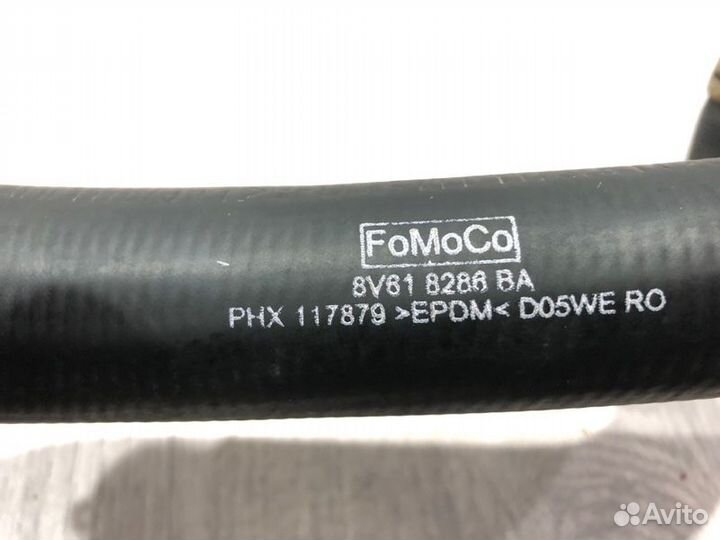 FoMoCo
8V61 8286 BA
PHX 117879 >EPDM< D05WE RO
Avito